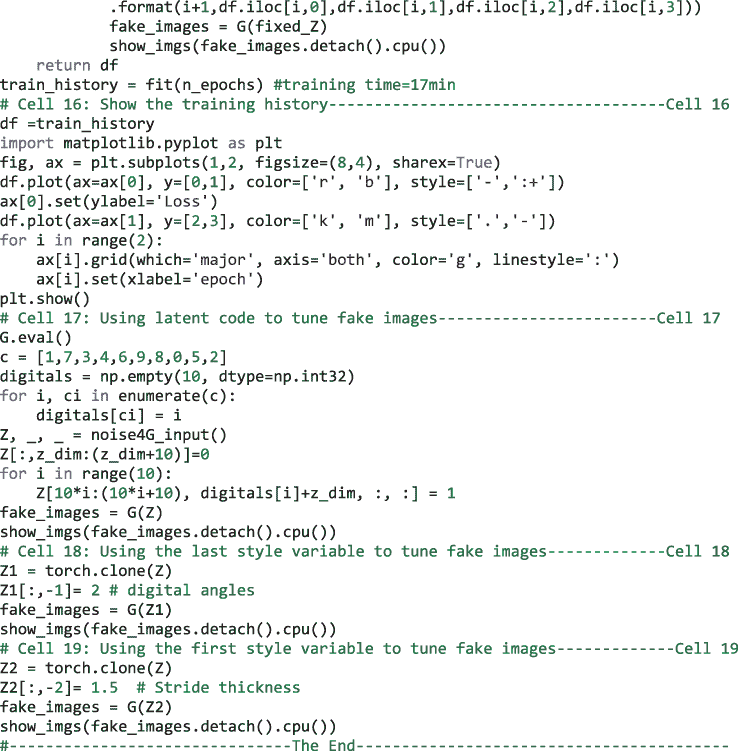 .format(i+1,df.iloc[i,0],df.iloc[i,1],df.iloc[i,2],df.iloc[i,3]))
            fake_images = G(fixed_Z)
            show_imgs(fake_images.detach().cpu())
    return df
train_history = fit(n_epochs) #training time=17min
# Cell 16: Show the training history-------------------------------------Cell 16
df =train_history
import matplotlib.pyplot as plt
fig, ax = plt.subplots(1,2, figsize=(8,4), sharex=True)
df.plot(ax=ax[0], y=[0,1], color=['r', 'b'], style=['-',':+'])
ax[0].set(ylabel='Loss')
df.plot(ax=ax[1], y=[2,3], color=['k', 'm'], style=['.','-'])
for i in range(2):
    ax[i].grid(which='major', axis='both', color='g', linestyle=':')
    ax[i].set(xlabel='epoch')
plt.show()
# Cell 17: Using latent code to tune fake images------------------------Cell 17
G.eval()
c = [1,7,3,4,6,9,8,0,5,2]
digitals = np.empty(10, dtype=np.int32)
for i, ci in enumerate(c):
    digitals[ci] = i
Z, _, _ = noise4G_input()
Z[:,z_dim:(z_dim+10)]=0
for i in range(10):
    Z[10*i:(10*i+10), digitals[i]+z_dim, :, :] = 1
fake_images = G(Z)
show_imgs(fake_images.detach().cpu())
# Cell 18: Using the last style variable to tune fake images-------------Cell 18
Z1 = torch.clone(Z)
Z1[:,-1]= 2 # digital angles
fake_images = G(Z1)
show_imgs(fake_images.detach().cpu())
# Cell 19: Using the first style variable to tune fake images-------------Cell 19
Z2 = torch.clone(Z)
Z2[:,-2]= 1.5  # Stride thickness
fake_images = G(Z2)
show_imgs(fake_images.detach().cpu())
#-------------------------------The End-----------------------------------------